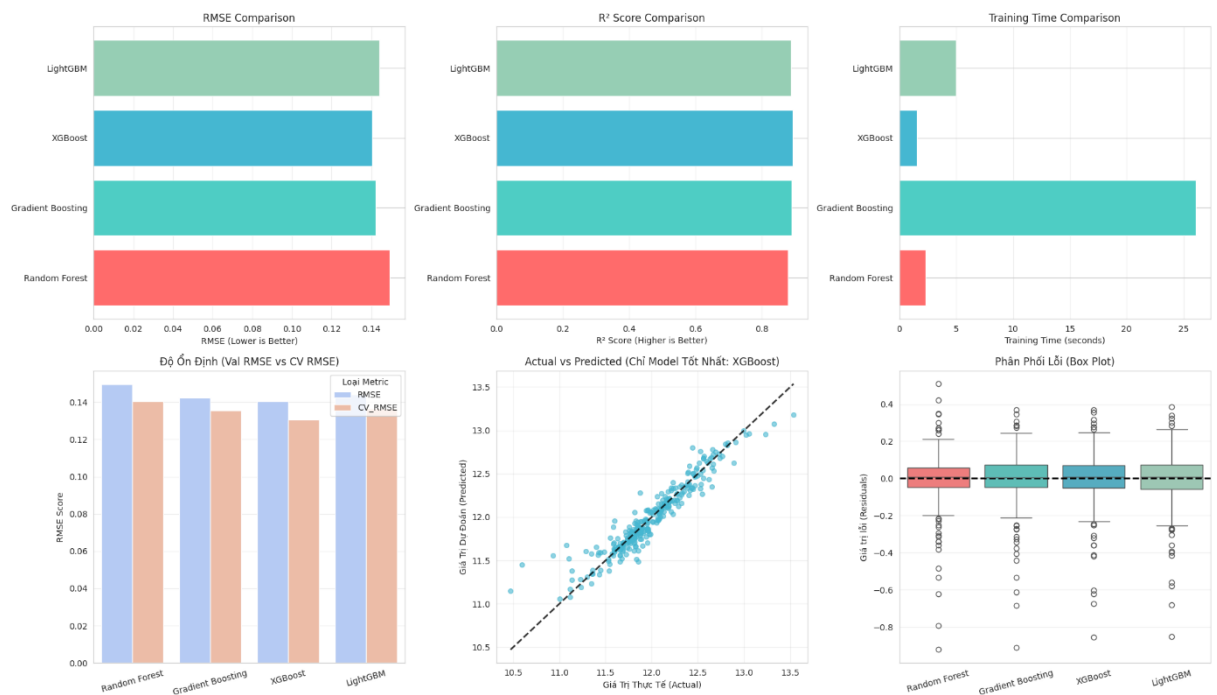 RMSE Comparison
LightGBM
XGBoost
Gradient Boosting
Random Forest
0.00 0.02 0.04 0.06 0.08 0.10 0.12 0.14
RMSE (Lower is Better)
R² Score Comparison
LightGBM
XGBoost
Gradient Boosting
Random Forest
0.0 0.2 0.4 0.6 0.8
R² Score (Higher is Better)
Training Time Comparison
LightGBM
XGBoost
Gradient Boosting
Random Forest
0 5 10 15 20 25
Training Time (seconds)
Độ Ổn Định (Val RMSE vs CV RMSE)
Loại Metric
RMSE
CV_RMSE
RMSE Score
0.14
0.12
0.10
0.08
0.06
0.04
0.02
0.00
Random Forest Gradient Boosting XGBoost LightGBM
Actual vs Predicted (Chỉ Model Tốt Nhất: XGBoost)
Giá Trị Dự Đoán (Predicted)
13.5
13.0
12.5
12.0
11.5
11.0
10.5
10.5 11.0 11.5 12.0 12.5 13.0 13.5
Giá Trị Thực Tế (Actual)
Phân Phối Lỗi (Box Plot)
Giá trị lỗi (Residuals)
0.4
0.2
0.0
−0.2
−0.4
−0.6
−0.8
Random Forest Gradient Boosting XGBoost LightGBM